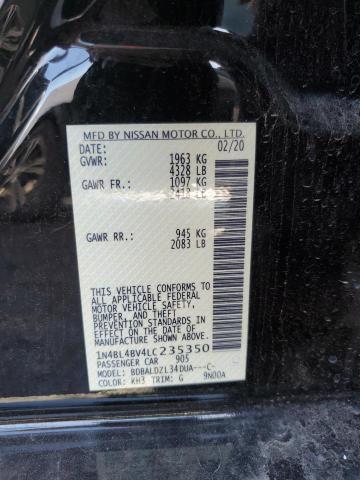 MFD BY NISSAN MOTOR CO., LTD.
DATE: 02/20
GVWR: 1963 KG
4328 LB
GAWR FR: 1097 KG
2418 LB
GAWR RR: 945 KG
2083 LB
THIS VEHICLE CONFORMS TO ALL
APPLICABLE FEDERAL
MOTOR VEHICLE SAFETY,
BUMPER, AND THEFT
PREVENTION STANDARDS IN
EFFECT ON THE DATE OF
MANUFACTURE SHOWN ABOVE.
1N4BL4BV4LC235350
PASSENGER CAR 905
MODEL: BDBALDZL34DUA---C-
COLOR: KH3 TRIM: G 9N00A